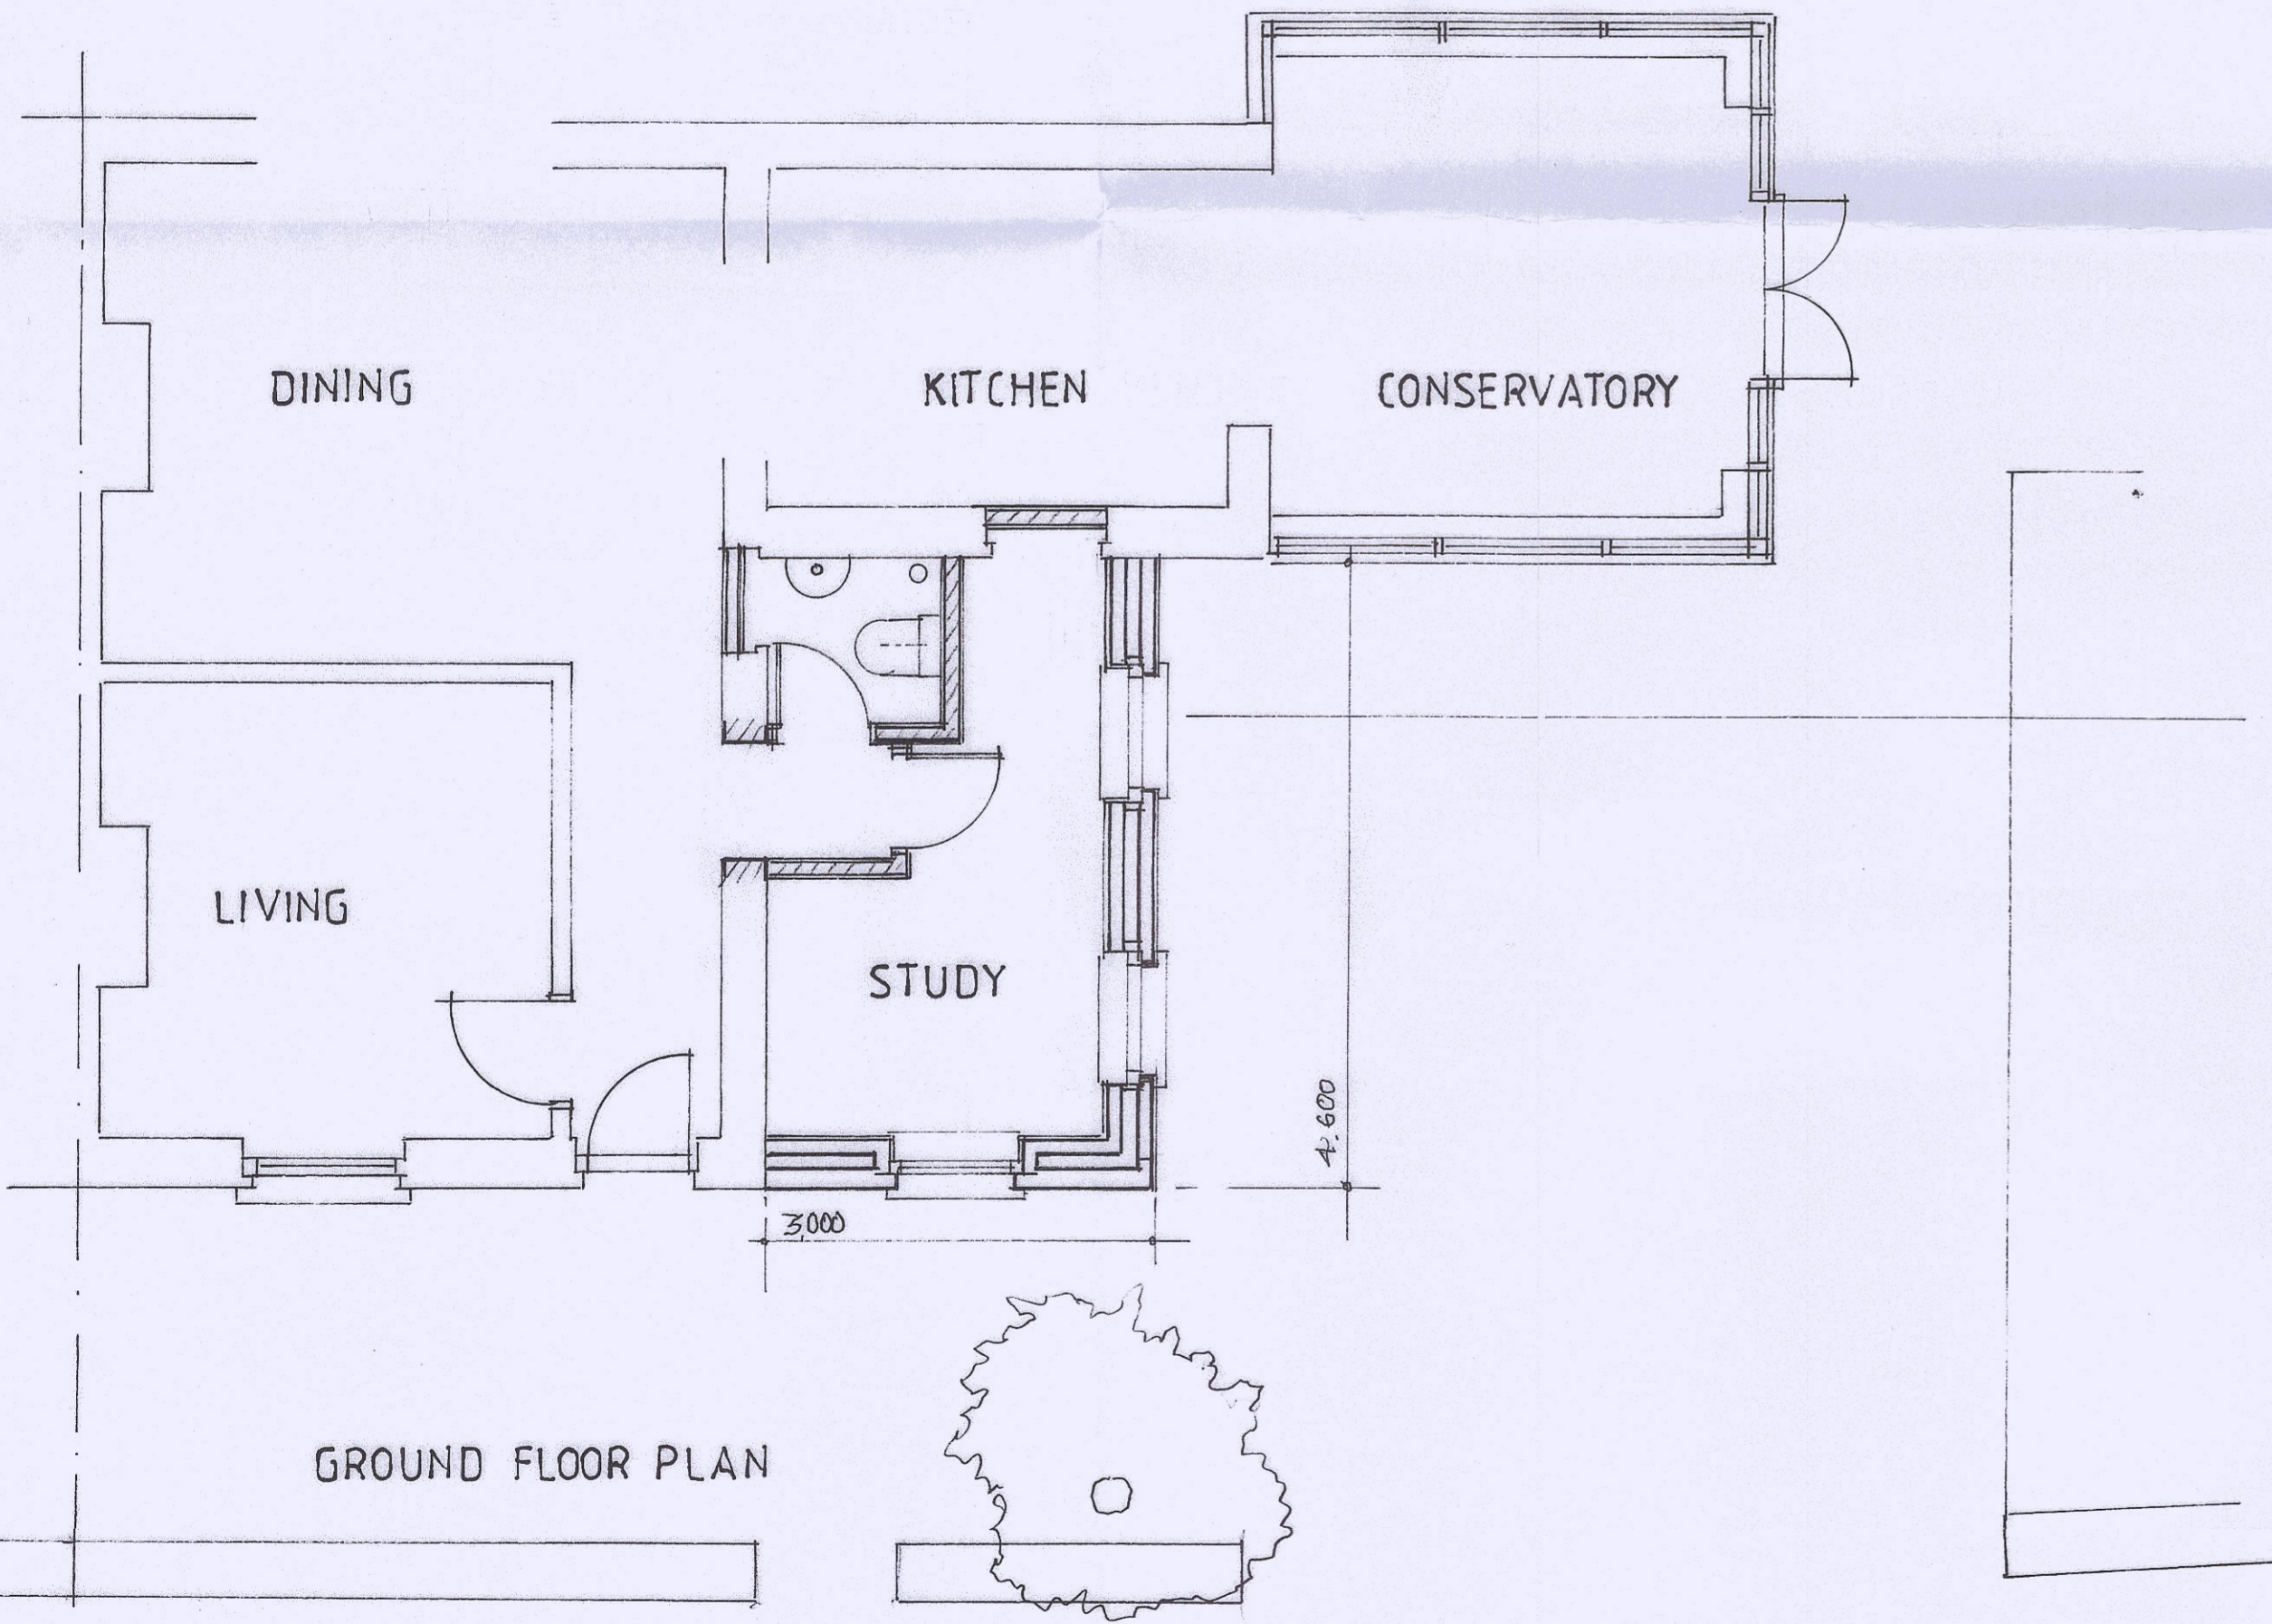 DINING
KITCHEN
CONSERVATORY
LIVING
STUDY
4.600
3,000
GROUND FLOOR PLAN